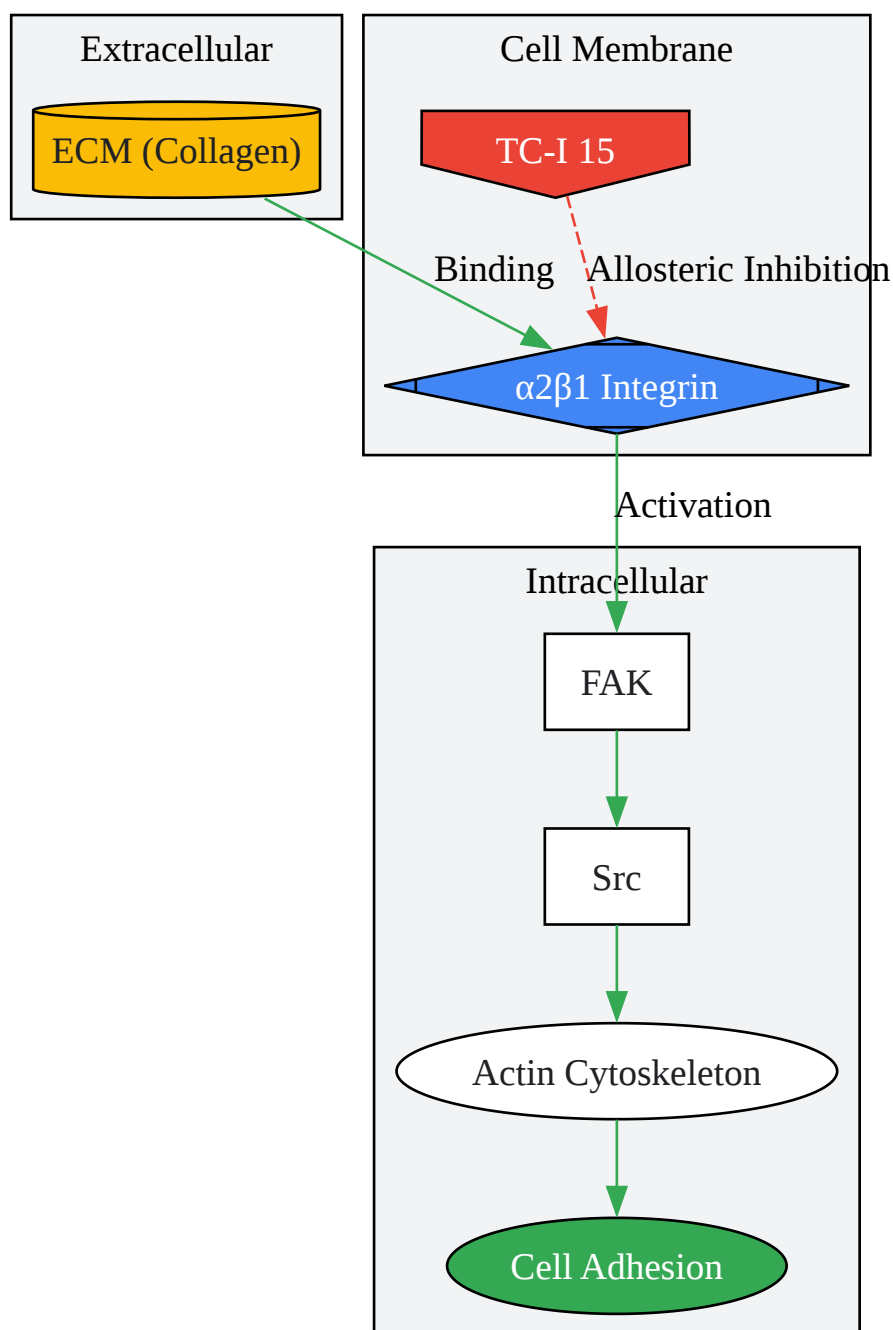 Extracellular
ECM (Collagen)
Cell Membrane
TC-I 15
Binding
Allosteric Inhibition
α2β1 Integrin
Activation
Intracellular
FAK
Src
Actin Cytoskeleton
Cell Adhesion